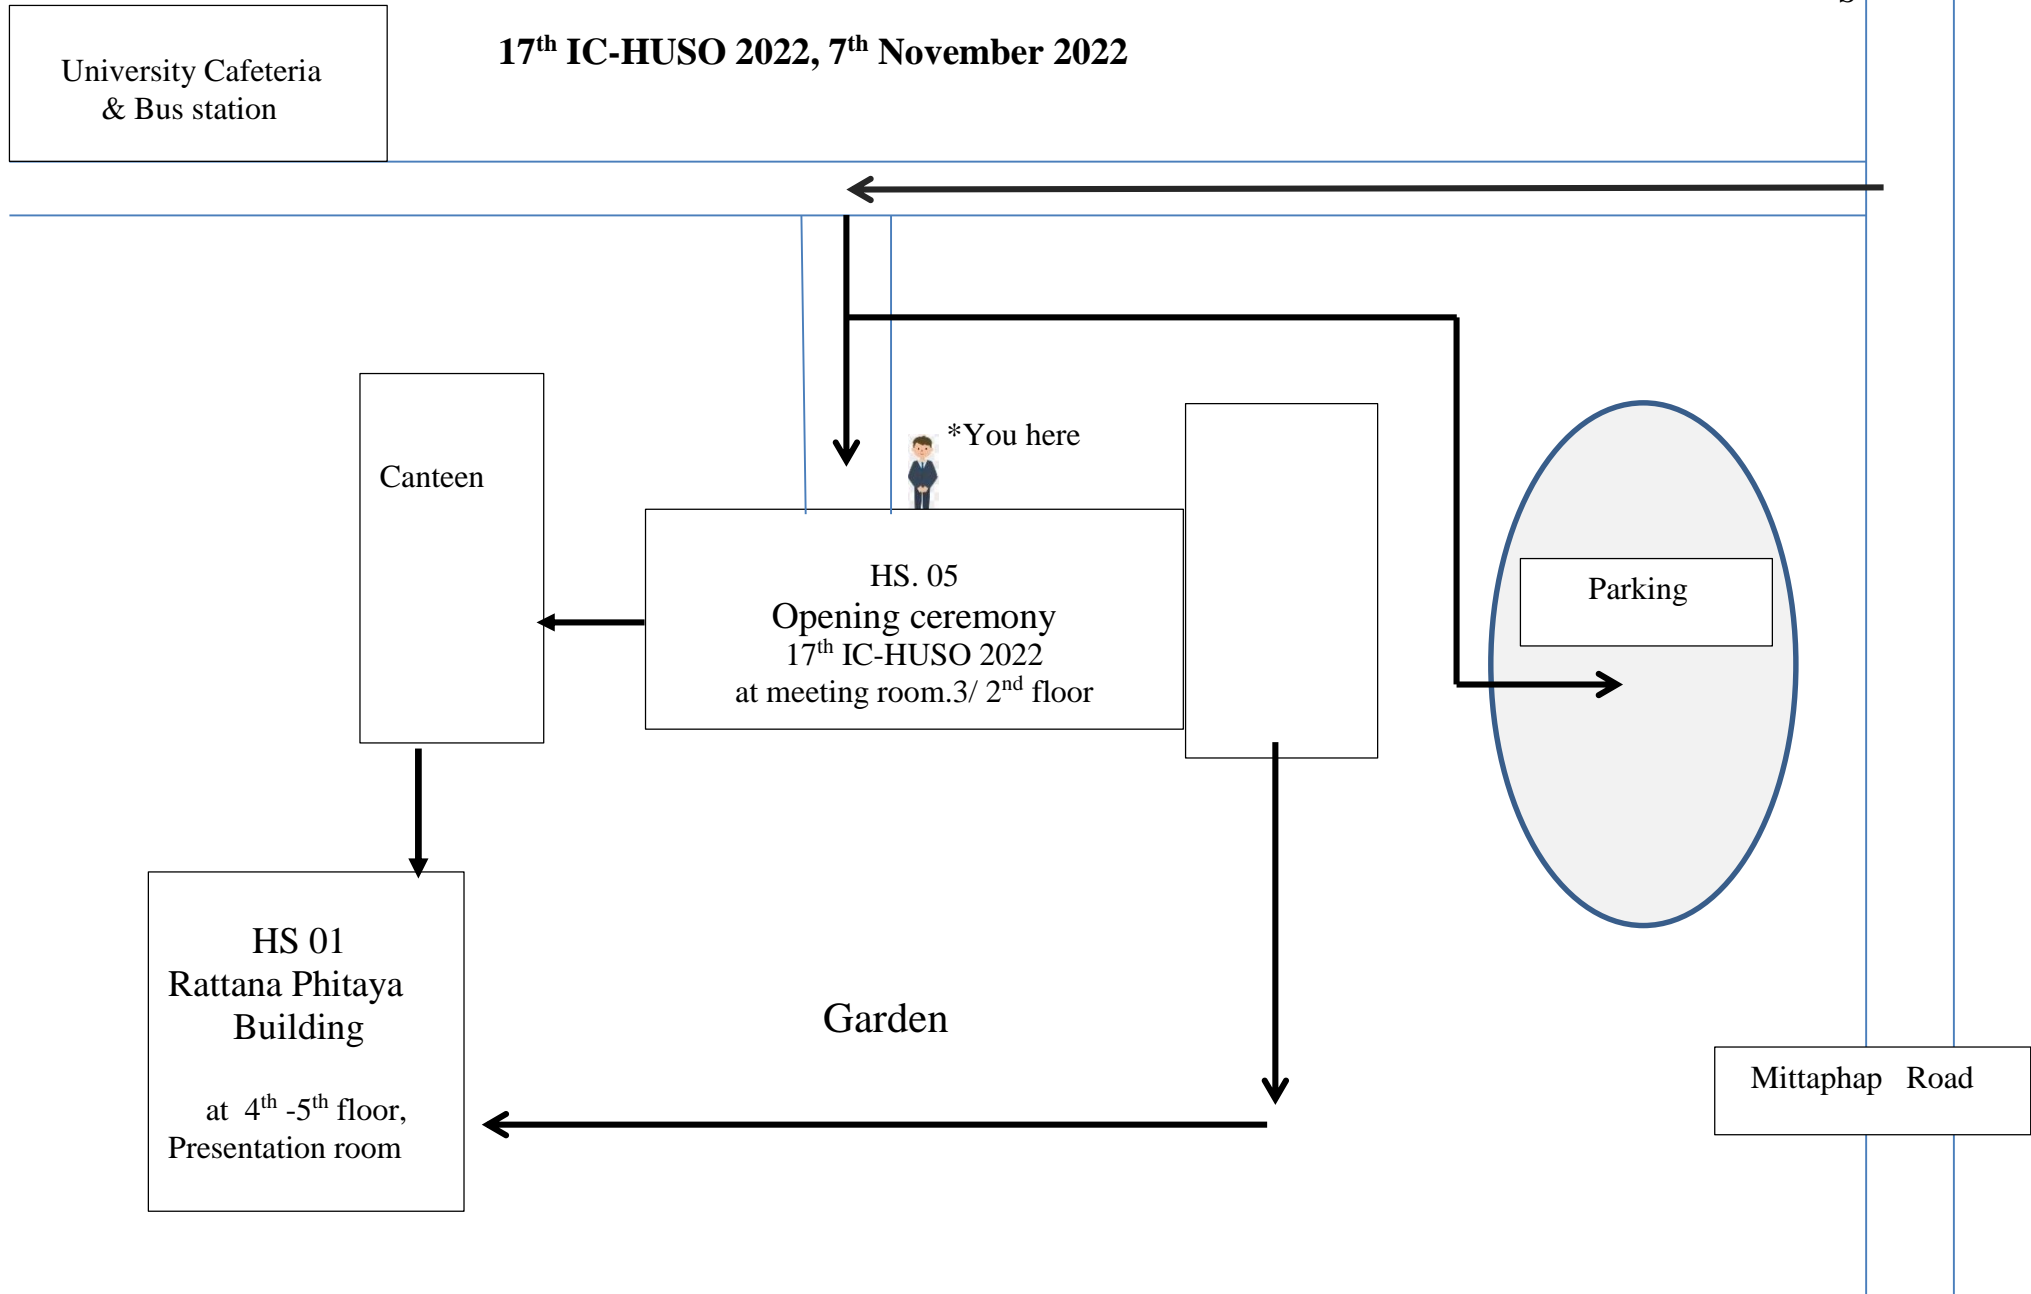 17th IC-HUSO 2022, 7th November 2022
University Cafeteria
& Bus station
*You here
Canteen
HS. 05
Opening ceremony
17th IC-HUSO 2022
at meeting room.3/ 2nd floor
Parking
HS 01
Rattana Phitaya
Building
at 4th -5th floor,
Presentation room
Garden
Mittaphap Road